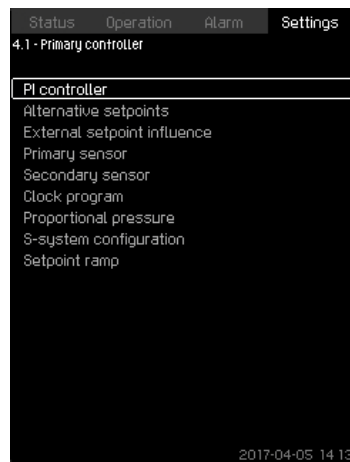 Status Operation Alarm Settings
4.1 - Primary controller
PI controller
Alternative setpoints
External setpoint influence
Primary sensor
Secondary sensor
Clock program
Proportional pressure
S-system configuration
Setpoint ramp
2017-04-05 14 13